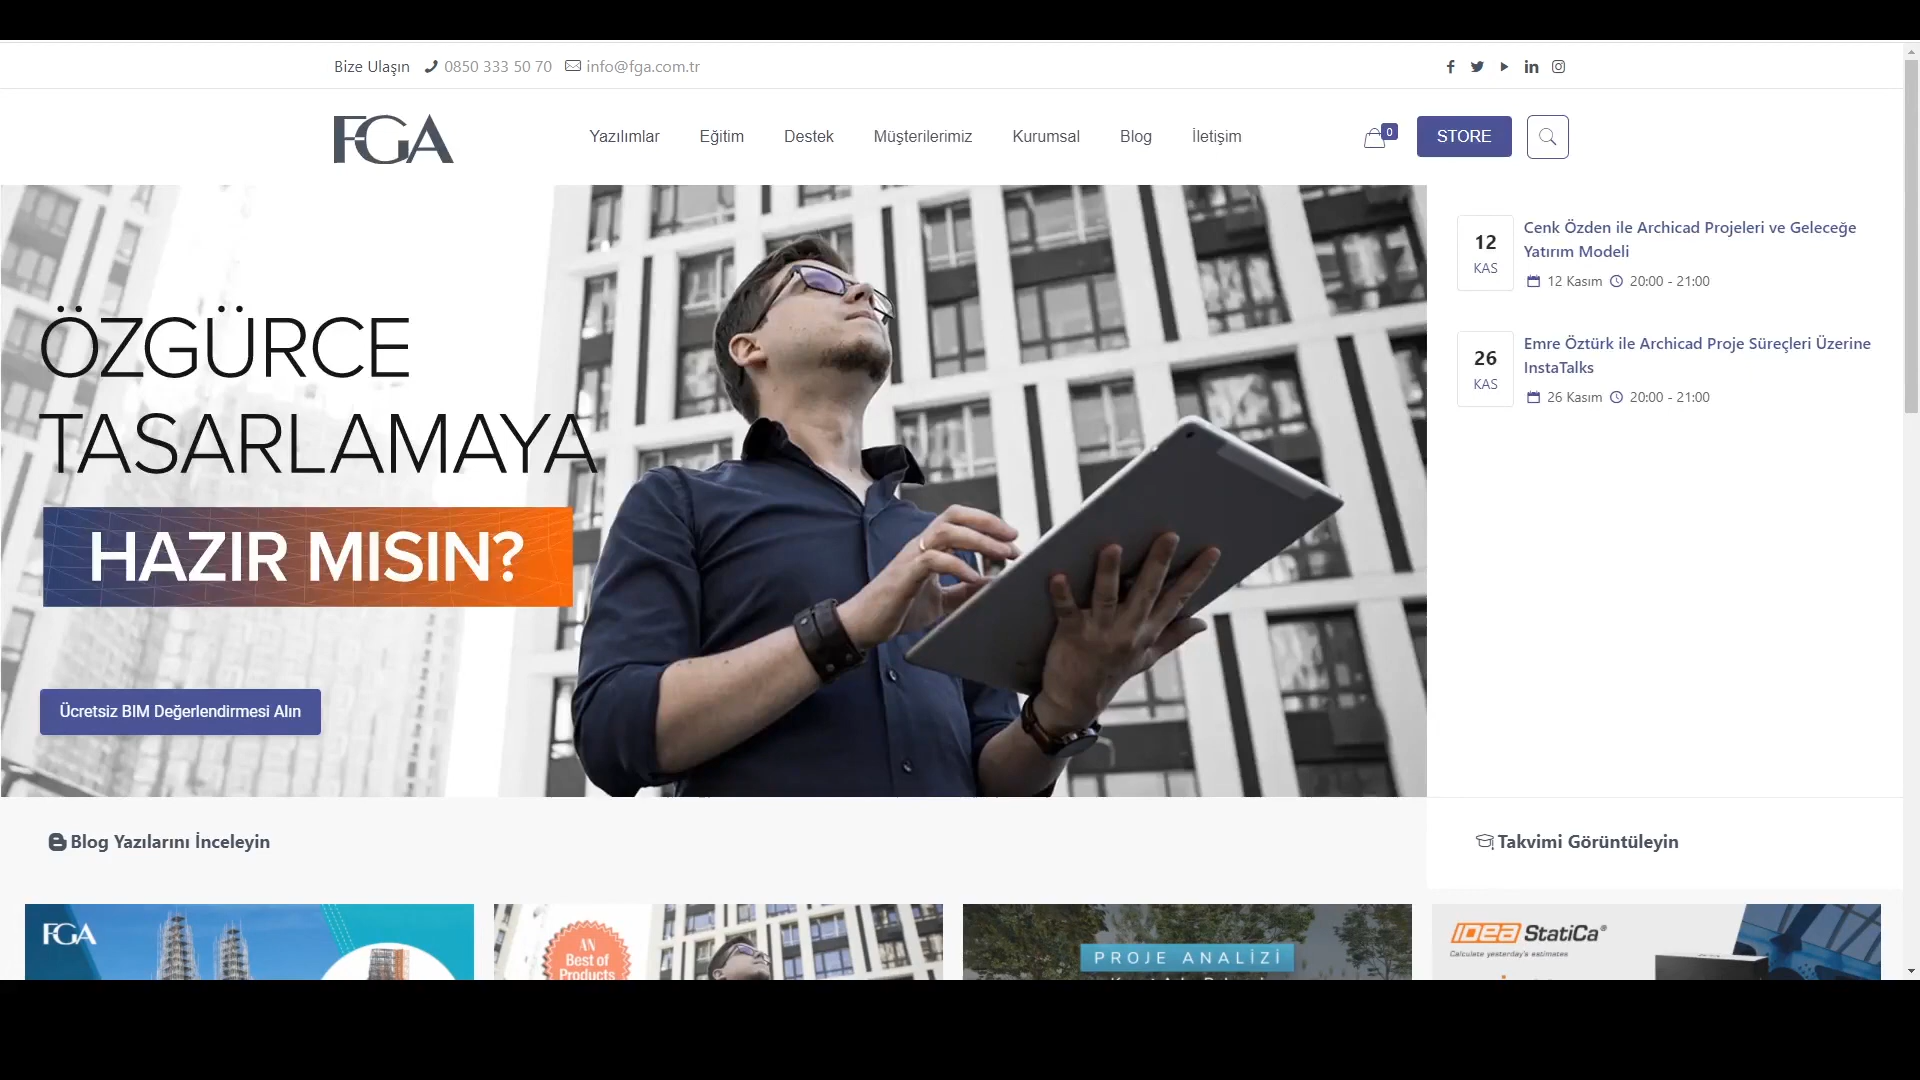 Bize Ulaşın 0850 333 50 70 info@fga.com.tr
FGA
Yazılımlar Eğitim Destek Müşterilerimiz Kurumsal Blog İletişim 0 STORE
ÖZGÜRCE
TASARLAMAYA
HAZIR MISIN?
Ücretsiz BIM Değerlendirmesi Alın
12 KAS
Cenk Özden ile Archicad Projeleri ve Geleceğe
Yatırım Modeli
12 Kasım 20:00 - 21:00
26 KAS
Emre Öztürk ile Archicad Proje Süreçleri Üzerine
InstaTalks
26 Kasım 20:00 - 21:00
Blog Yazılarını İnceleyin
Takvimi Görüntüleyin
FGA
AN
Best of
Products
PROJE ANALİZİ
IDEA StatiCa®
Calculate yesterday's estimates